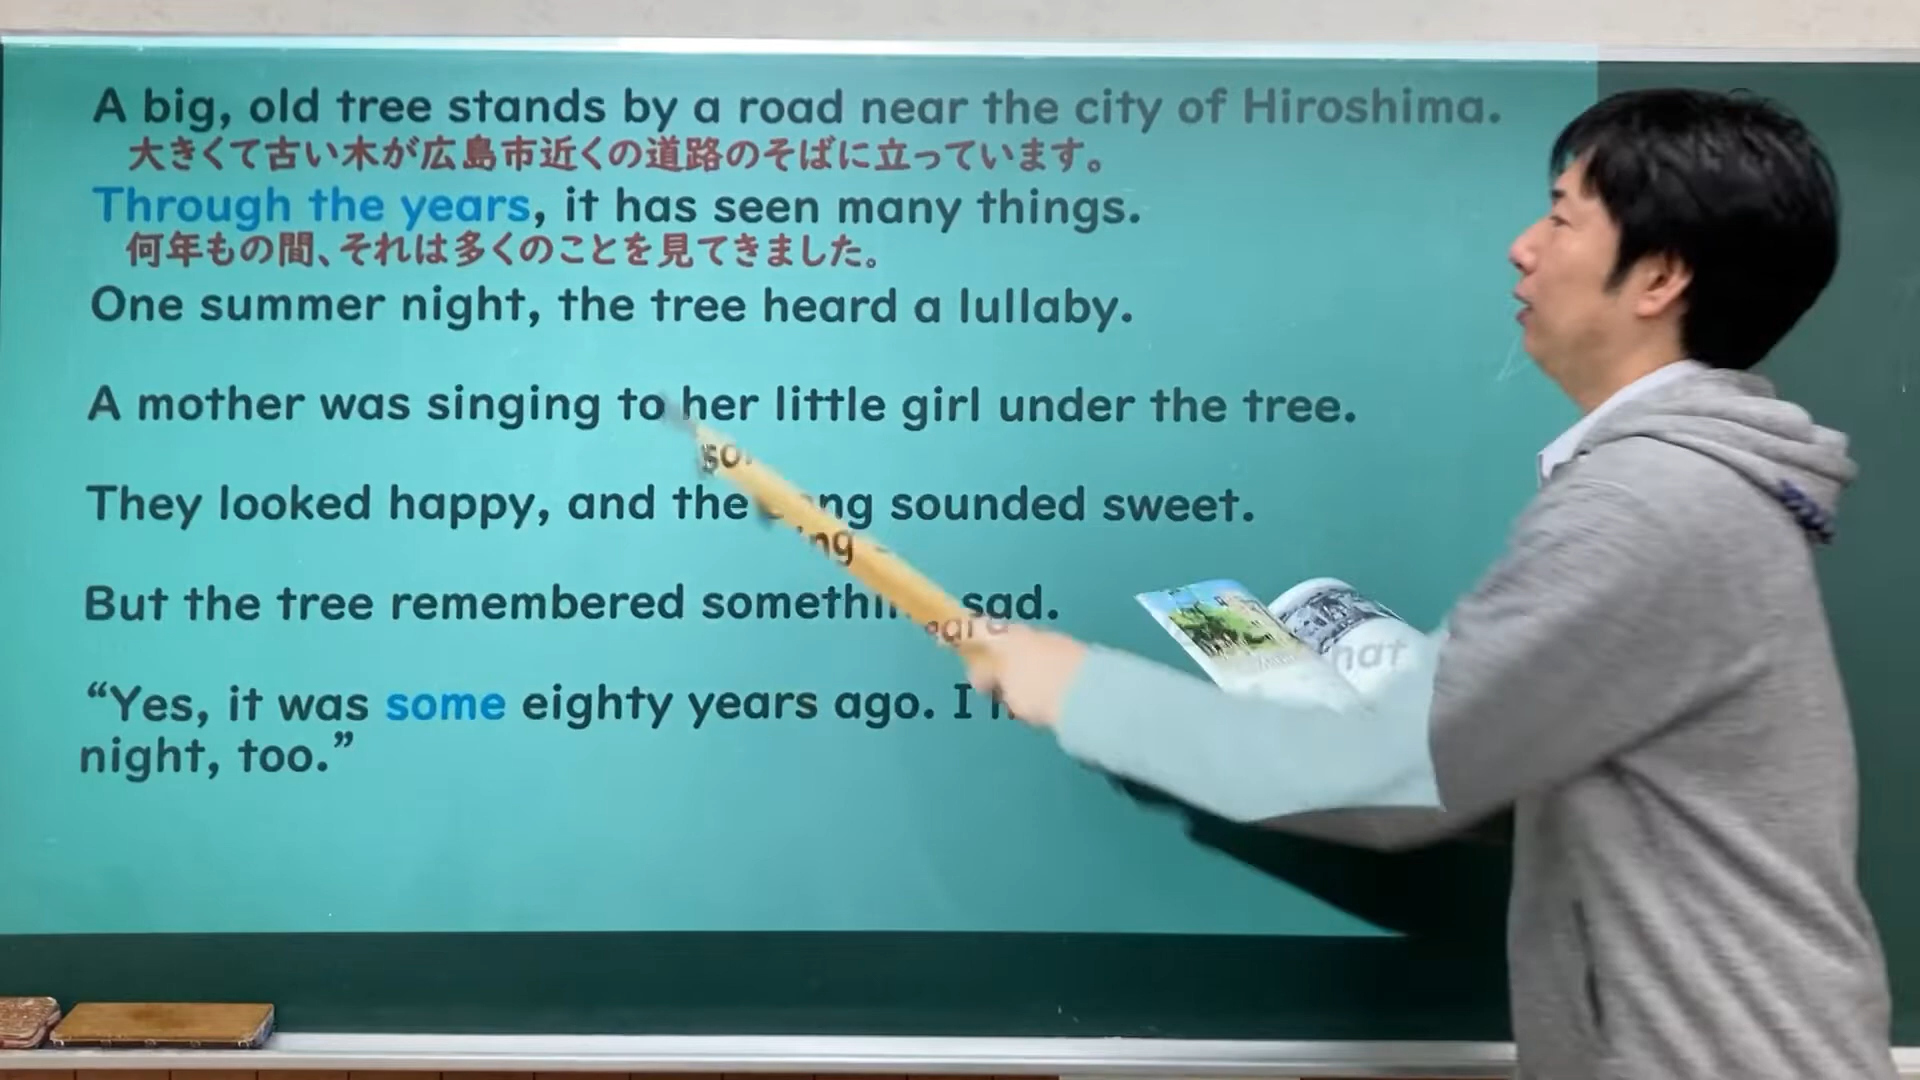 A big, old tree stands by a road near the city of Hiroshima.
大きくて古い木が広島市近くの道路のそばに立っています。
Through the years, it has seen many things.
何年もの間、それは多くのことを見てきました。
One summer night, the tree heard a lullaby.
A mother was singing to her little girl under the tree.
They looked happy, and the sounded sweet.
But the tree remembered sad.
“Yes, it was some eighty years ago. I
night, too.”